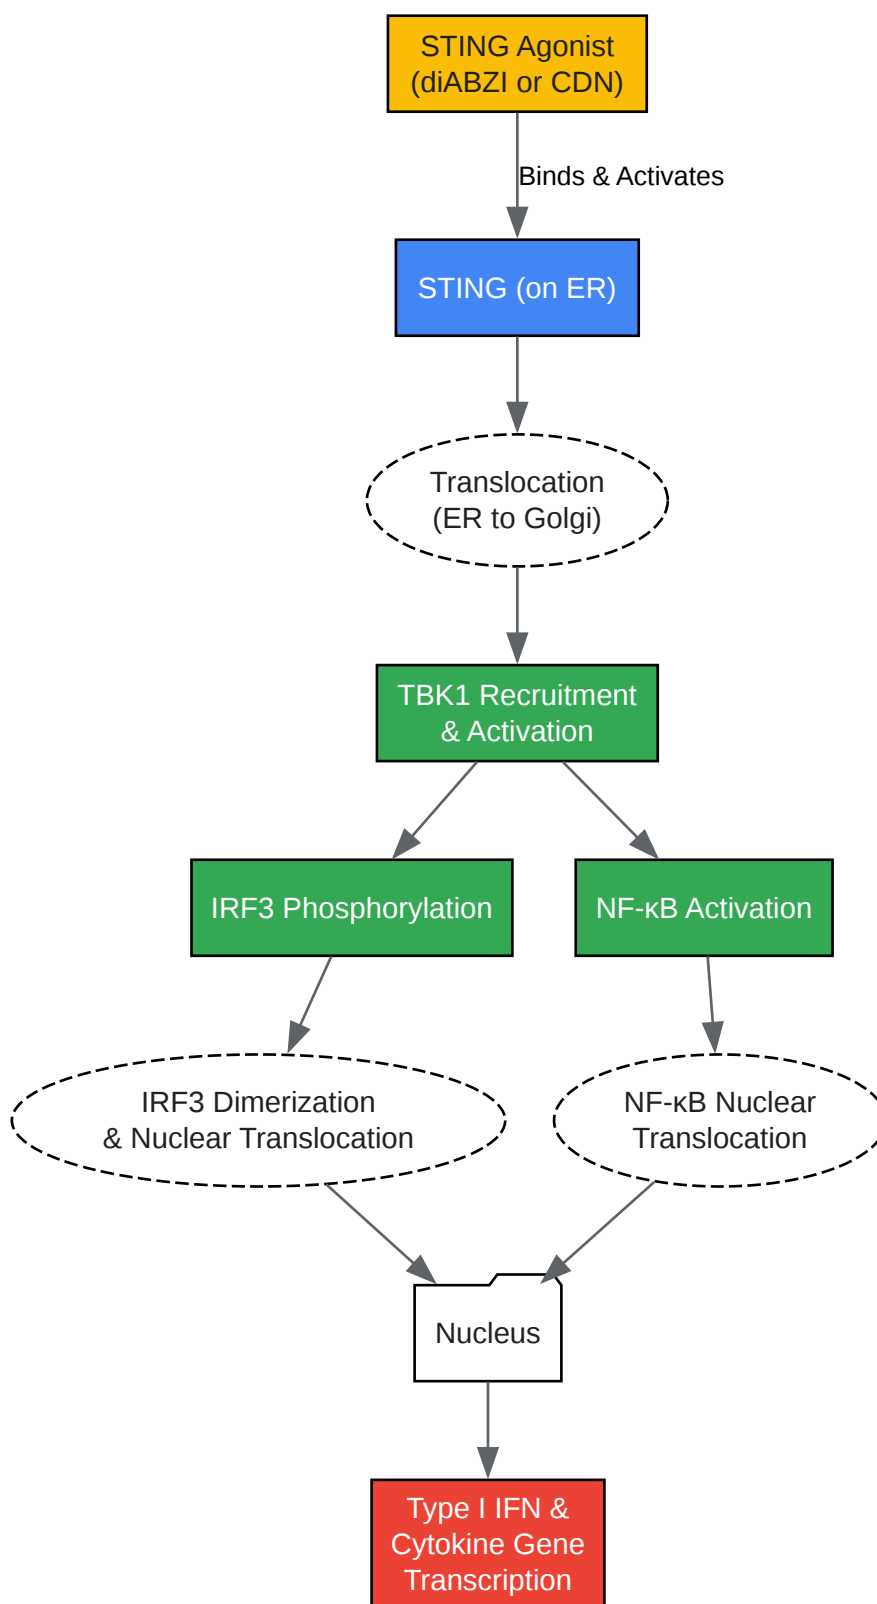 STING Agonist
(diABZI or CDN)
Binds & Activates
STING (on ER)
Translocation
(ER to Golgi)
TBK1 Recruitment
& Activation
IRF3 Phosphorylation
NF-κB Activation
IRF3 Dimerization
& Nuclear Translocation
NF-κB Nuclear
Translocation
Nucleus
Type I IFN &
Cytokine Gene
Transcription